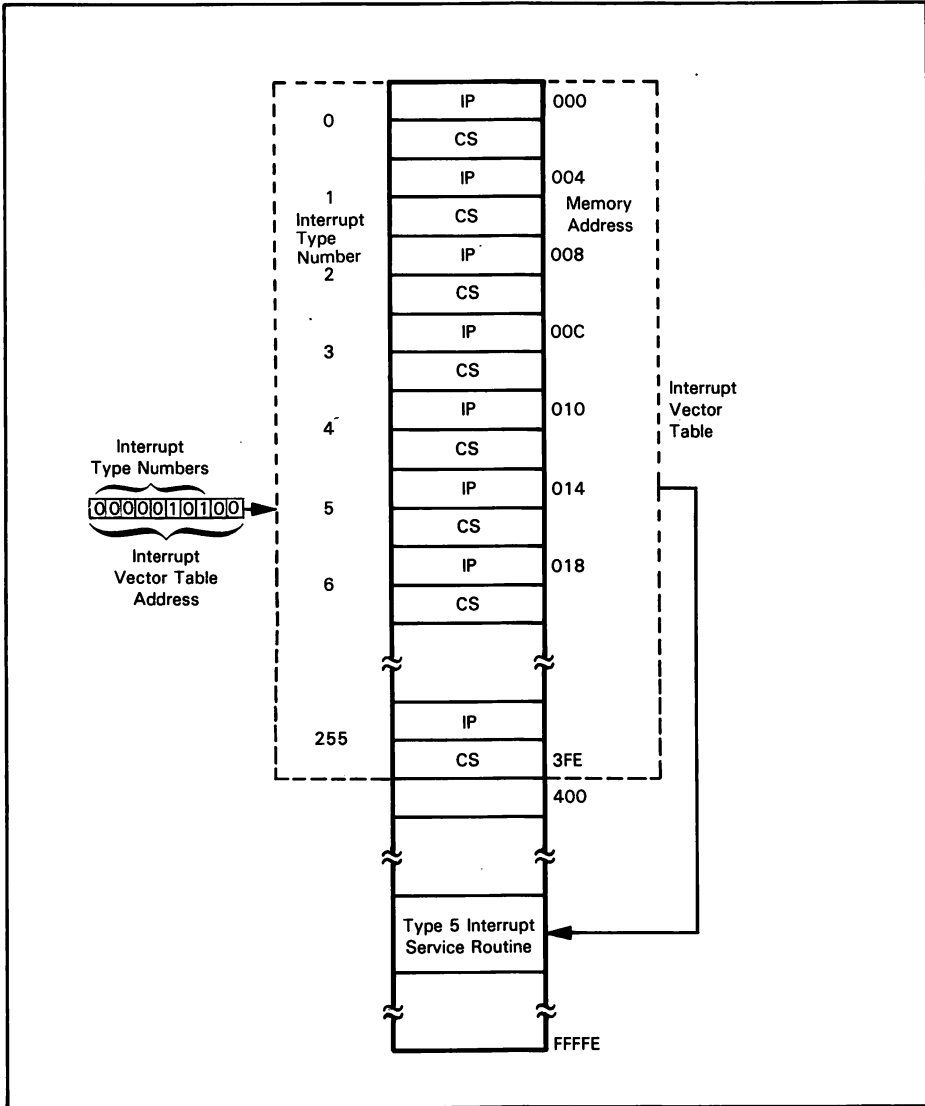 IP 000
0
CS
IP 004
1
Interrupt
Type
Number
CS
Memory
Address
IP 008
2
CS
IP 00C
3
CS
IP 010
4
CS
Interrupt
Vector
Table
Interrupt
Type Numbers
IP 014
0000010100
5
CS
Interrupt
Vector Table
Address
IP 018
6
CS
IP
255
CS 3FE
400
Type 5 Interrupt
Service Routine
FFFFE